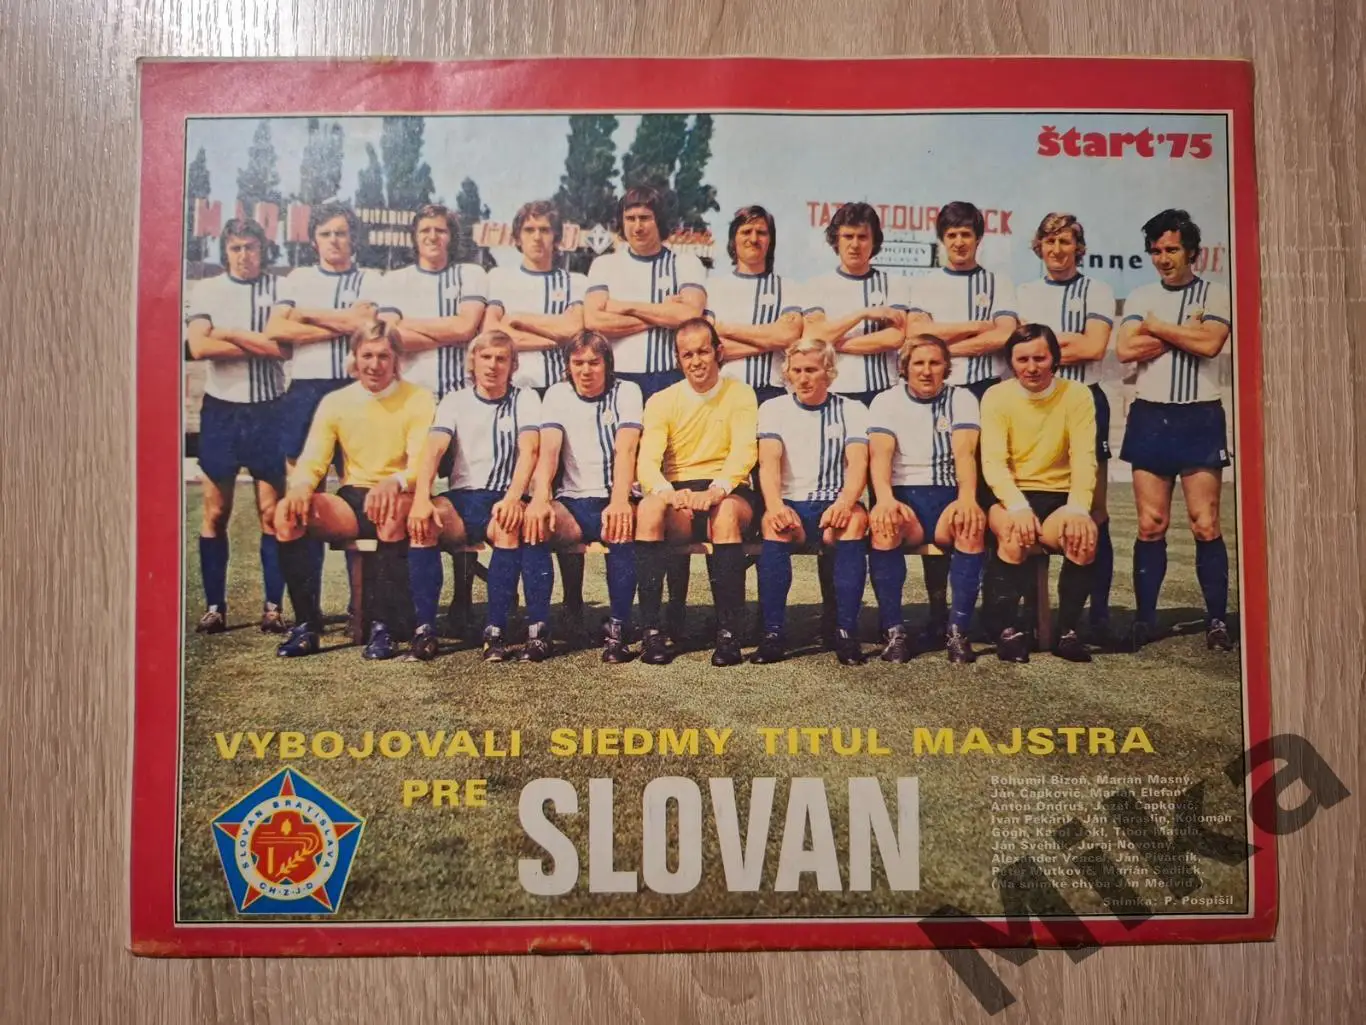 štart'75
TATRATOUR
VYBOJOVALI SIEDMY TITUL MAJSTRA
PRE SLOVAN
SLOVAN BRATISLAVA
CH·Z·J·D
Bohumil Bizoň, Marián Masný,
Ján Čapkovič, Marián Elefant,
Anton Ondruš, Jozef Čapkovič,
Ivan Pekárik, Ján Haraslín, Koloman
Gögh, Karol Jokl, Tibor Matula,
Ján Švehlík, Juraj Novotný,
Alexander Vencel, Ján Pivarník,
Peter Mutkovič, Marián Sedílek,
(Na snímke chýba Ján Medviď.)
Snímka: P. Pospíšil
Mika